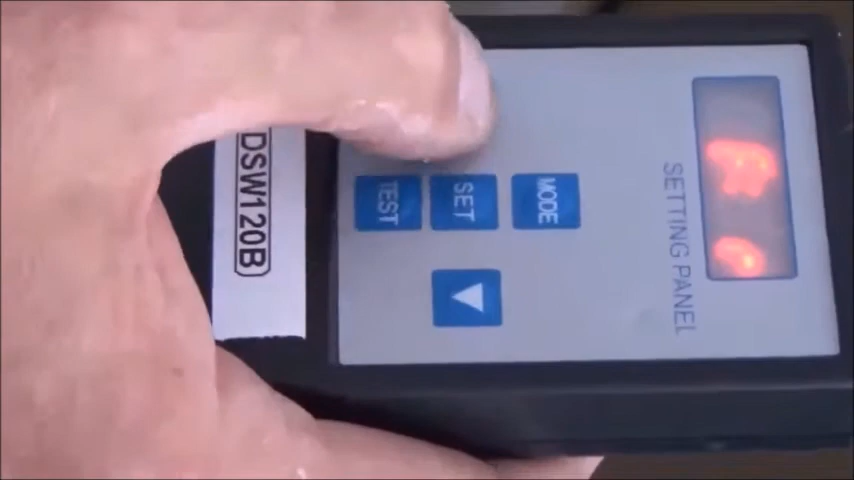 SETTING PANEL
MODE
SET
TEST
DSW120B